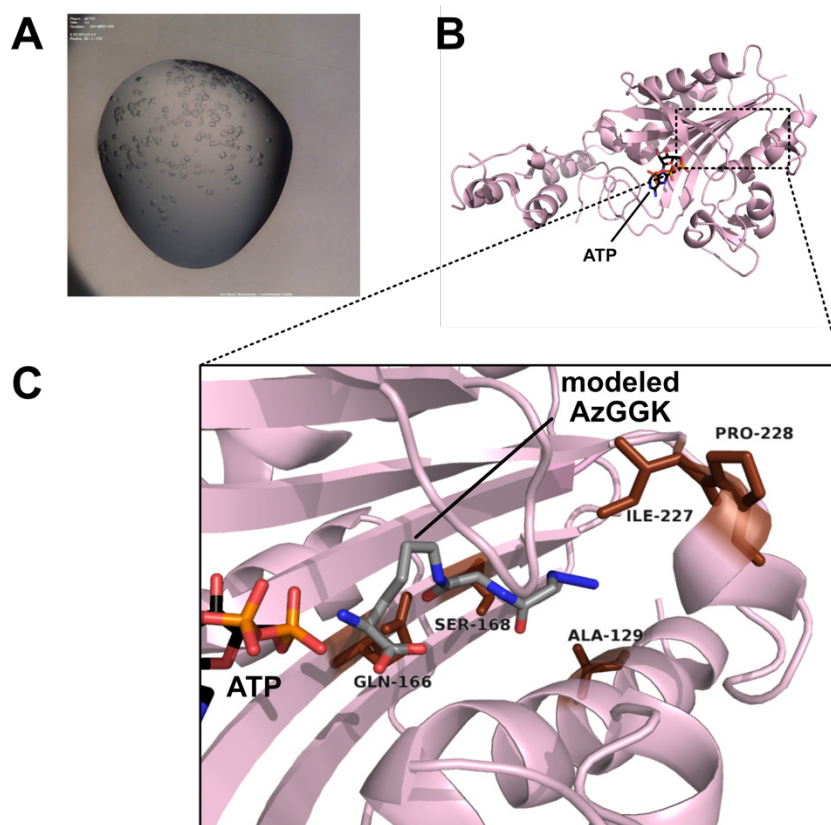 A
B
ATP
C
modeled
AzGGK
PRO-228
ILE-227
SER-168
ALA-129
ATP
GLN-166